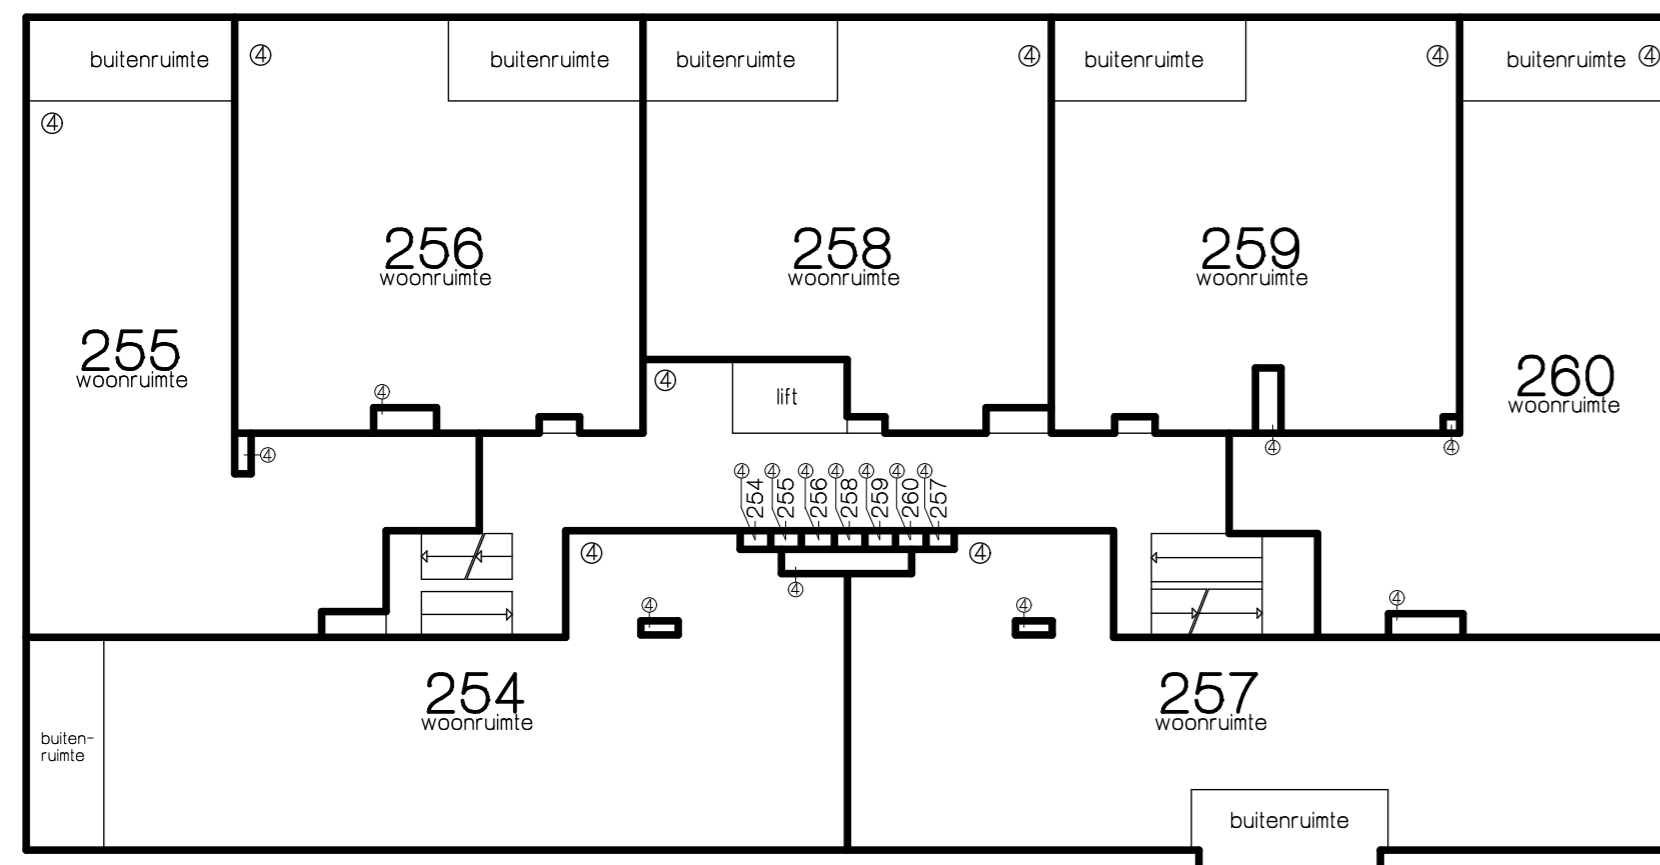 buitenruimte ④ buitenruimte buitenruimte ④ buitenruimte ④ buitenruimte ④
④
256
woonruimte
258
woonruimte
259
woonruimte
255
woonruimte
260
woonruimte
④
④
lift
④
④
④
④ ④ ④ ④ ④ ④ ④
254 255 256 258 259 260 257
④
④
④
④
④
④
254
woonruimte
257
woonruimte
buiten-
ruimte
buitenruimte